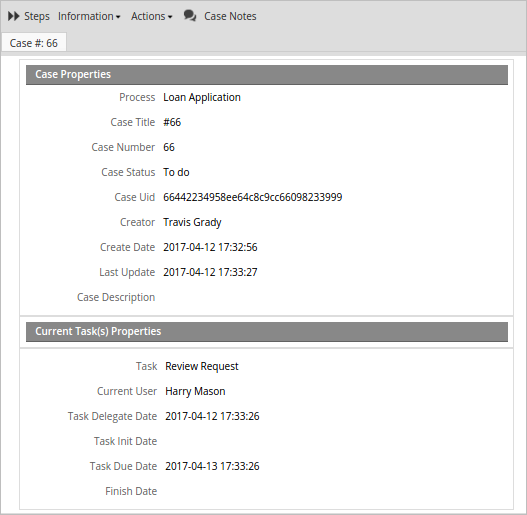 Steps Information Actions Case Notes
Case #: 66
Case Properties
Process Loan Application
Case Title #66
Case Number 66
Case Status To do
Case Uid 66442234958ee64c8c9cc66098233999
Creator Travis Grady
Create Date 2017-04-12 17:32:56
Last Update 2017-04-12 17:33:27
Case Description
Current Task(s) Properties
Task Review Request
Current User Harry Mason
Task Delegate Date 2017-04-12 17:33:26
Task Init Date
Task Due Date 2017-04-13 17:33:26
Finish Date